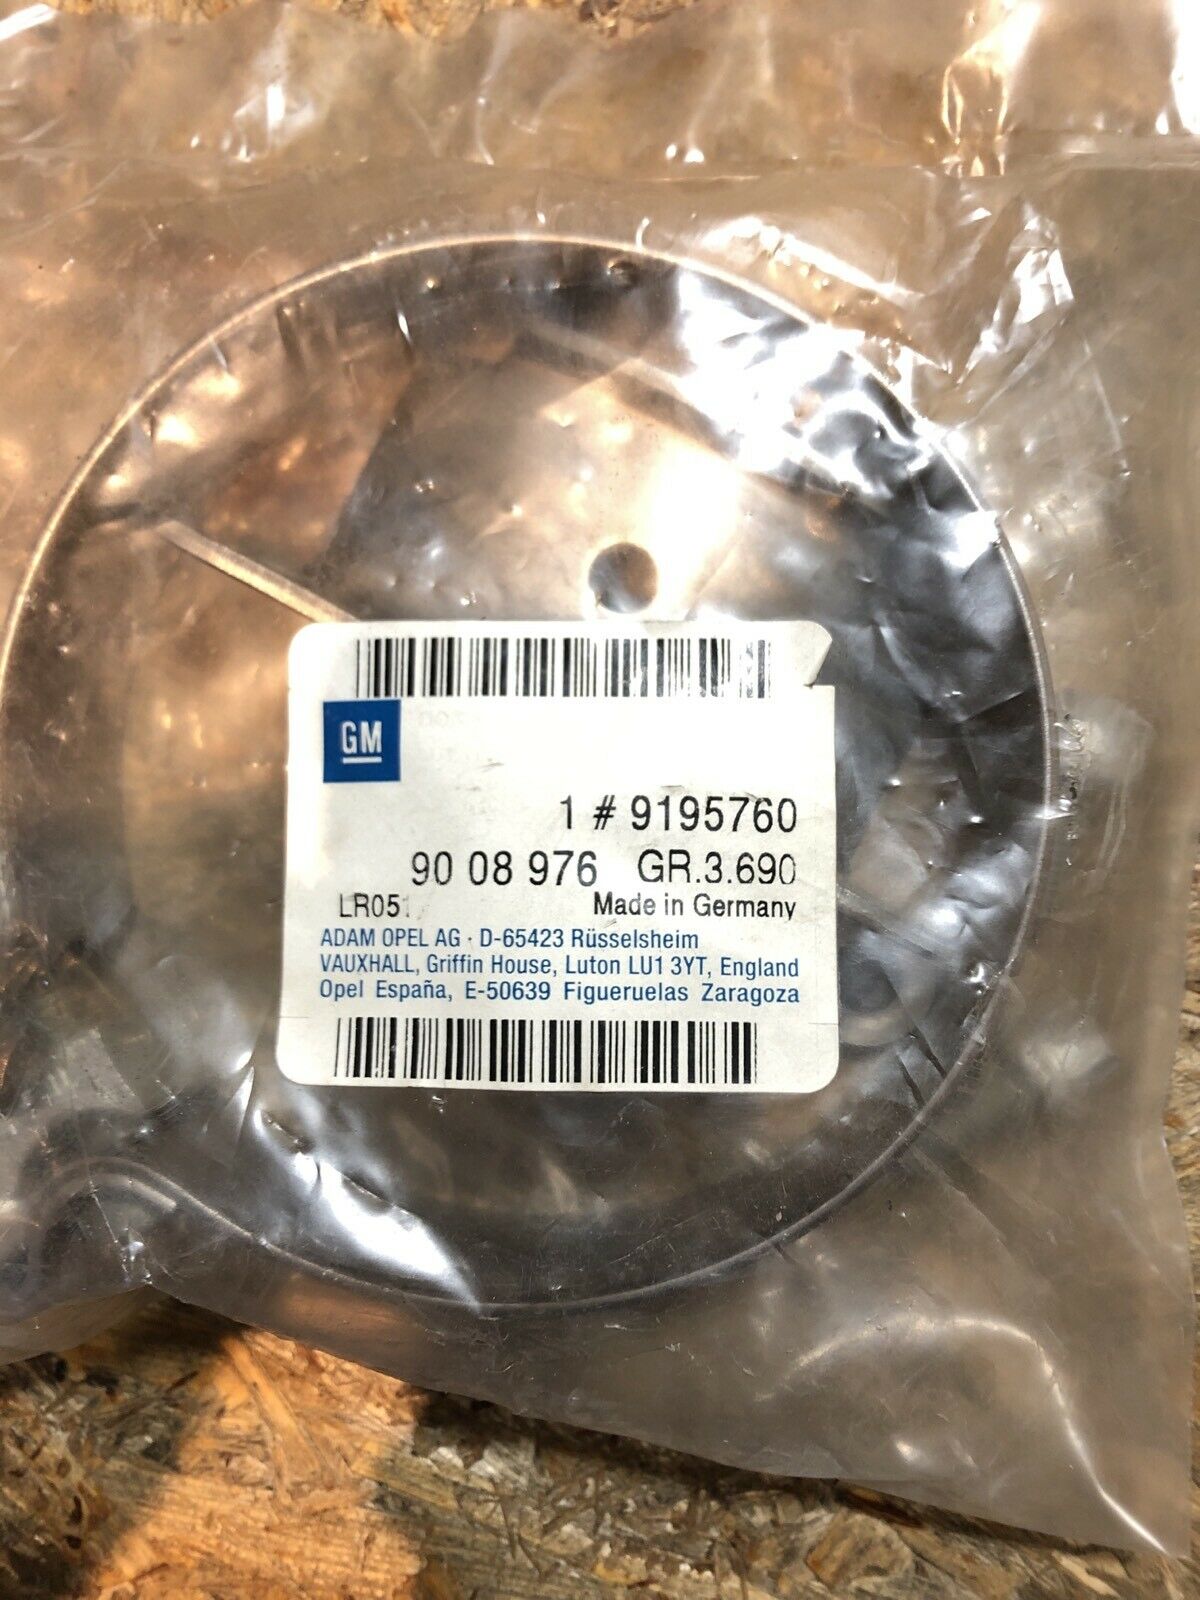 GM
1 # 9195760
90 08 976 GR.3.690
LR051
Made in Germany
ADAM OPEL AG · D-65423 Rüsselsheim
VAUXHALL, Griffin House, Luton LU1 3YT, England
Opel España, E-50639 Figueruelas Zaragoza